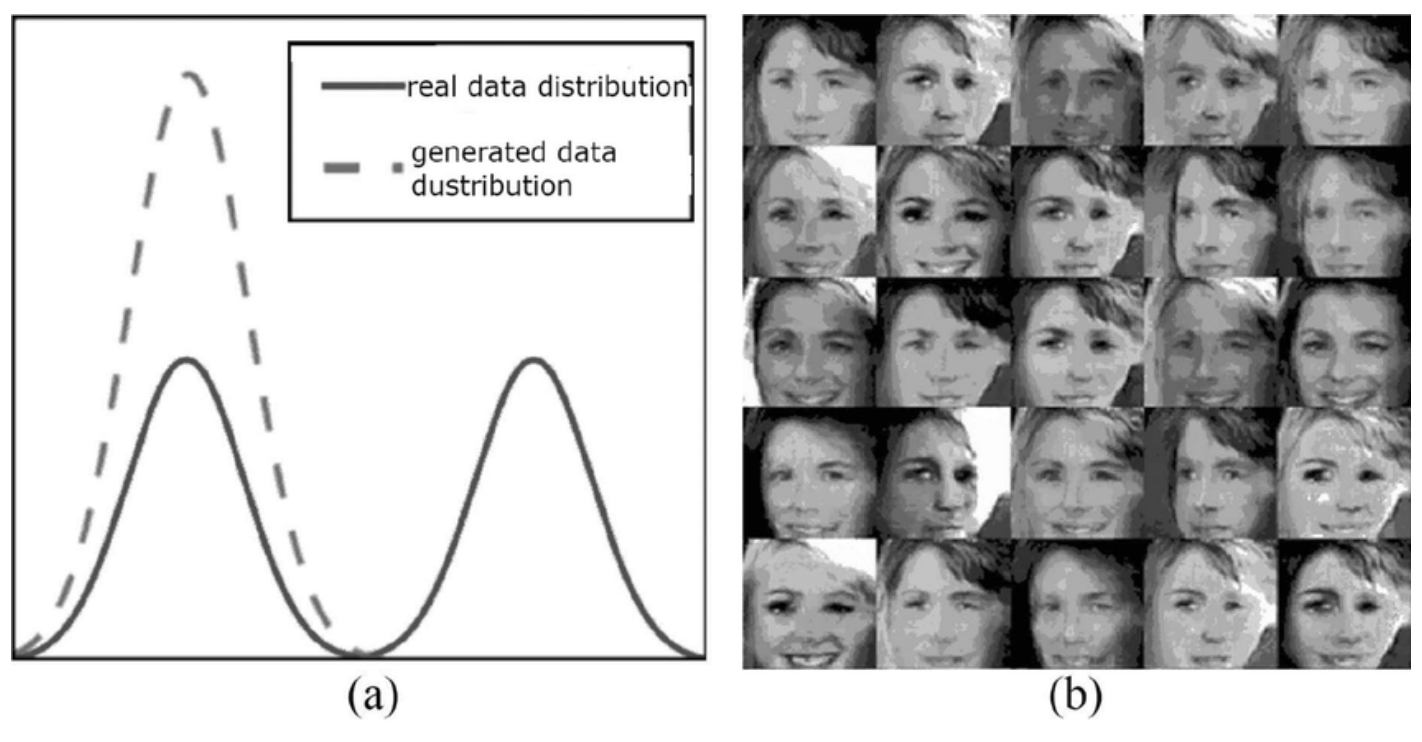 real data distribution
generated data
dustribution
(a)
(b)